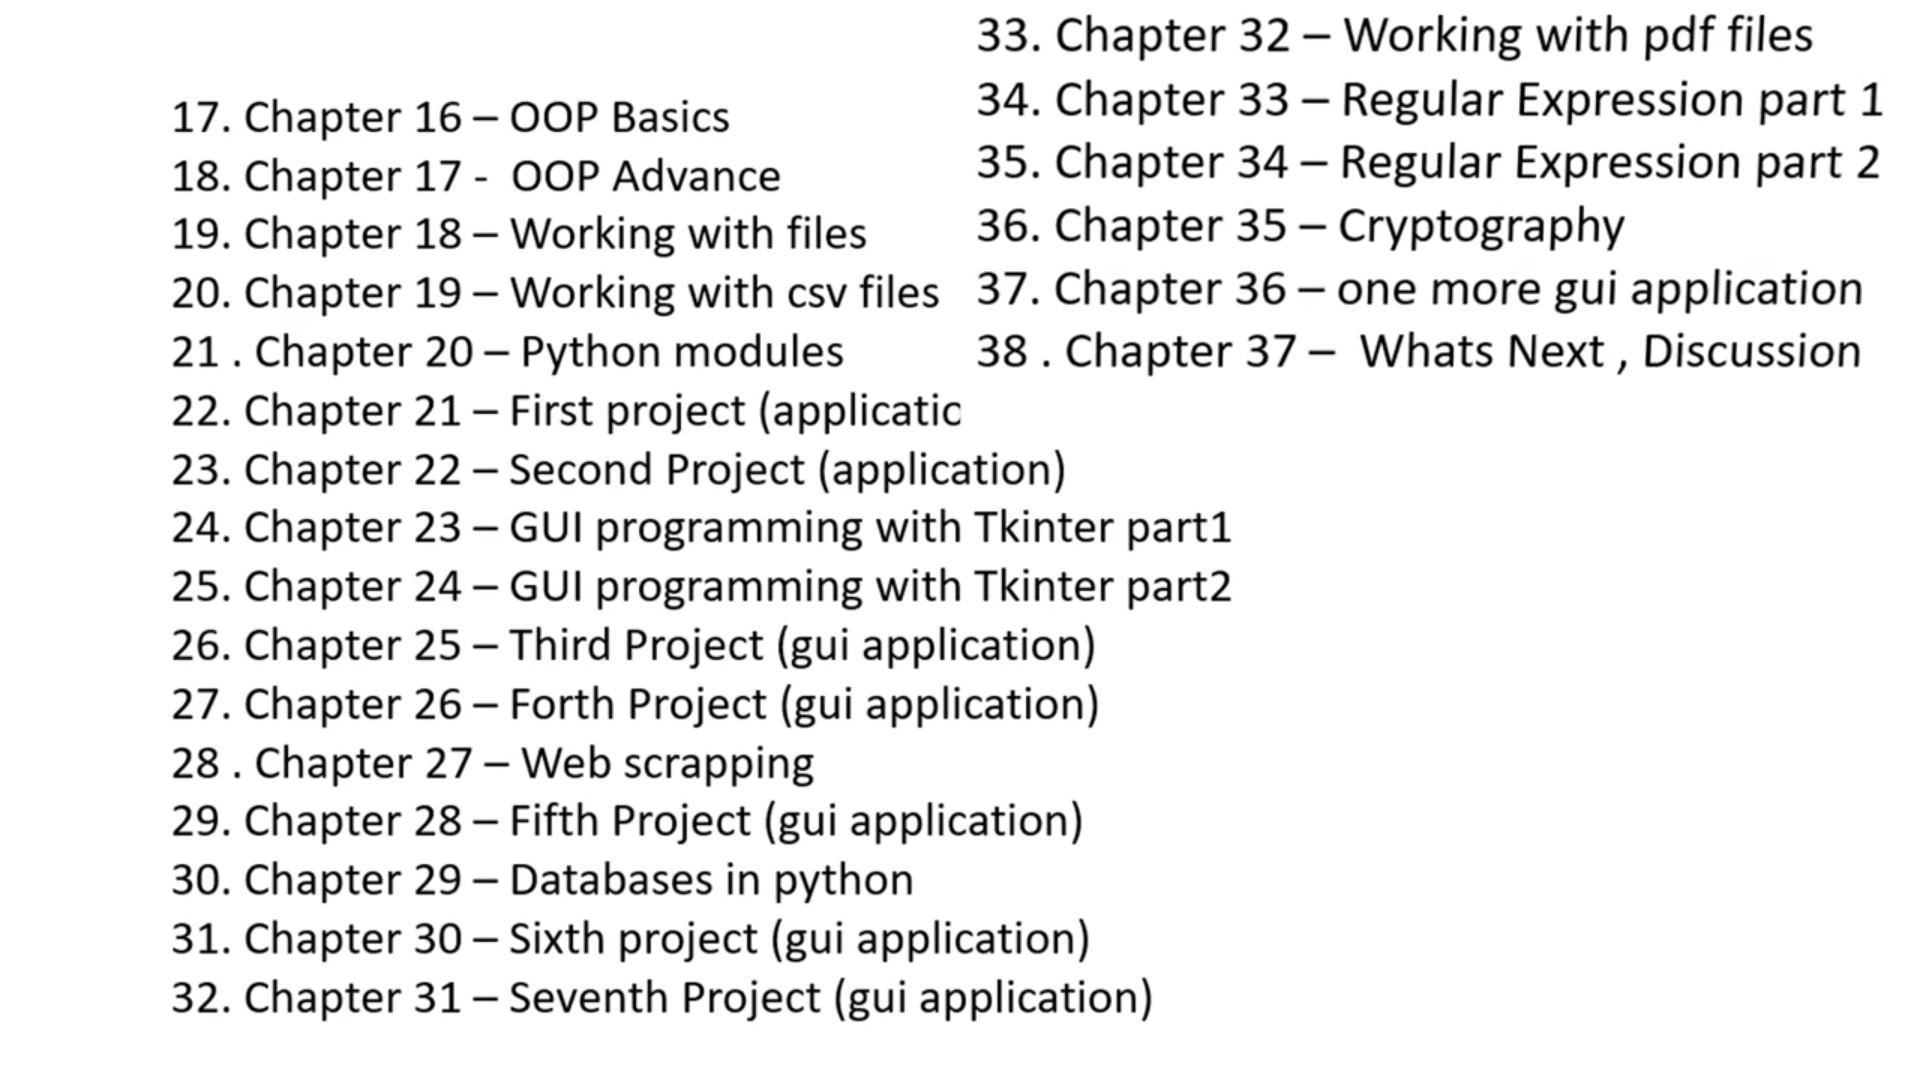 17. Chapter 16 – OOP Basics
18. Chapter 17 -  OOP Advance
19. Chapter 18 – Working with files
20. Chapter 19 – Working with csv files
21 . Chapter 20 – Python modules
22. Chapter 21 – First project (applicatio
23. Chapter 22 – Second Project (application)
24. Chapter 23 – GUI programming with Tkinter part1
25. Chapter 24 – GUI programming with Tkinter part2
26. Chapter 25 – Third Project (gui application)
27. Chapter 26 – Forth Project (gui application)
28 . Chapter 27 – Web scrapping
29. Chapter 28 – Fifth Project (gui application)
30. Chapter 29 – Databases in python
31. Chapter 30 – Sixth project (gui application)
32. Chapter 31 – Seventh Project (gui application)
33. Chapter 32 – Working with pdf files
34. Chapter 33 – Regular Expression part 1
35. Chapter 34 – Regular Expression part 2
36. Chapter 35 – Cryptography
37. Chapter 36 – one more gui application
38 . Chapter 37 –  Whats Next , Discussion